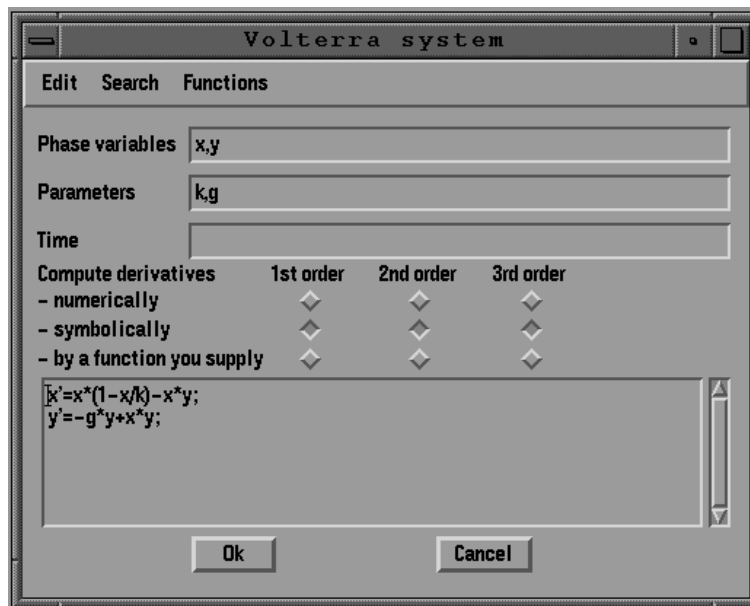 Volterra system
Edit Search Functions
Phase variables x,y
Parameters k,g
Time
Compute derivatives 1st order 2nd order 3rd order
– numerically
– symbolically
– by a function you supply
x'=x*(1-x/k)-x*y;
y'=-g*y+x*y;
Ok Cancel